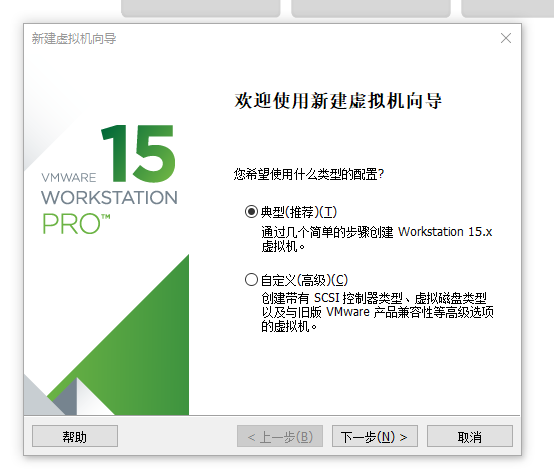 新建虚拟机向导
欢迎使用新建虚拟机向导
15
VMWARE
WORKSTATION
PRO™
您希望使用什么类型的配置?
典型(推荐)(T)
通过几个简单的步骤创建 Workstation 15.x
虚拟机。
自定义(高级)(C)
创建带有 SCSI 控制器类型、虚拟磁盘类型
以及与旧版 VMware 产品兼容性等高级选项
的虚拟机。
帮助
< 上一步(B)
下一步(N) >
取消